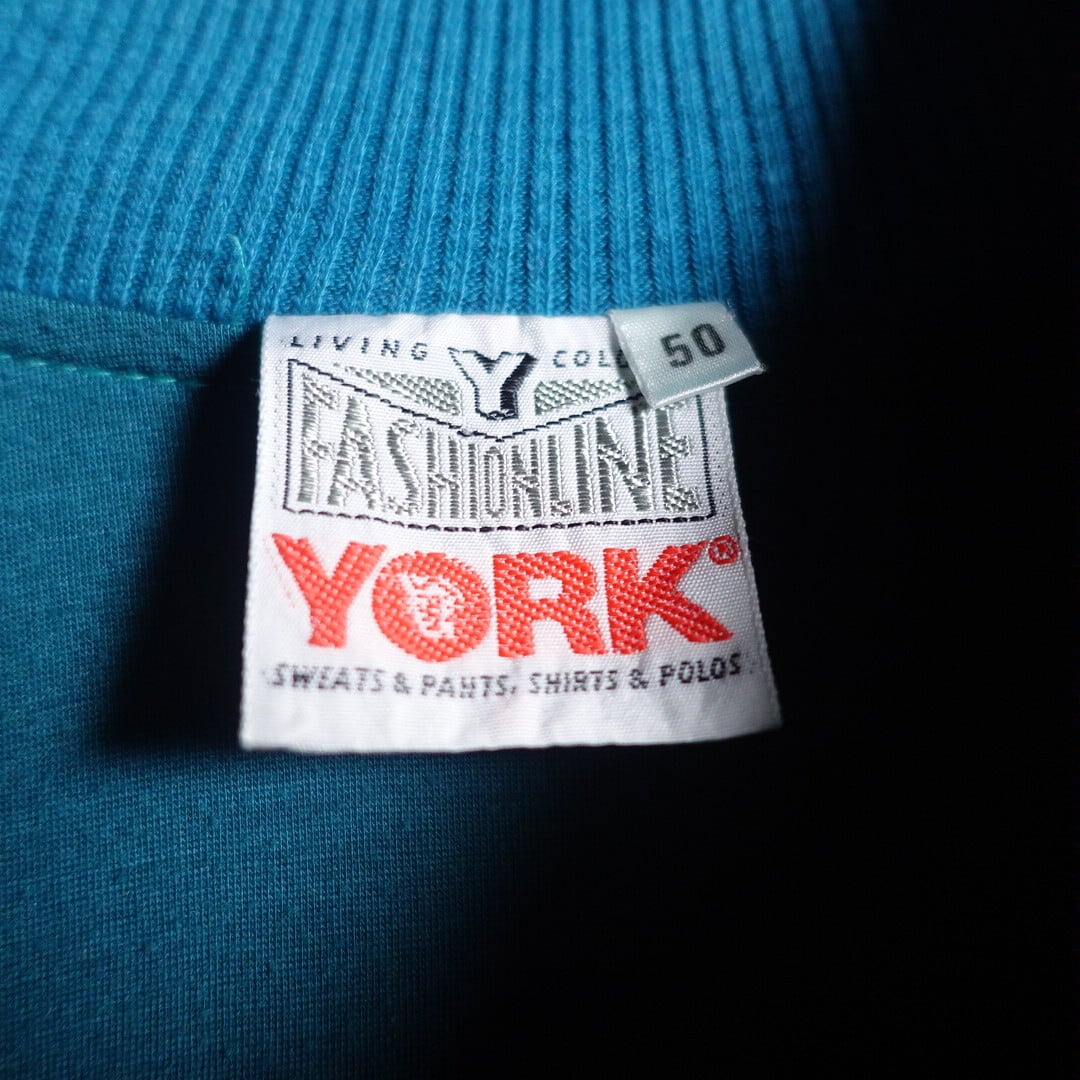 LIVING Y
50
FASHIONLINE
YORK®
SWEATS & PANTS, SHIRTS & POLOS